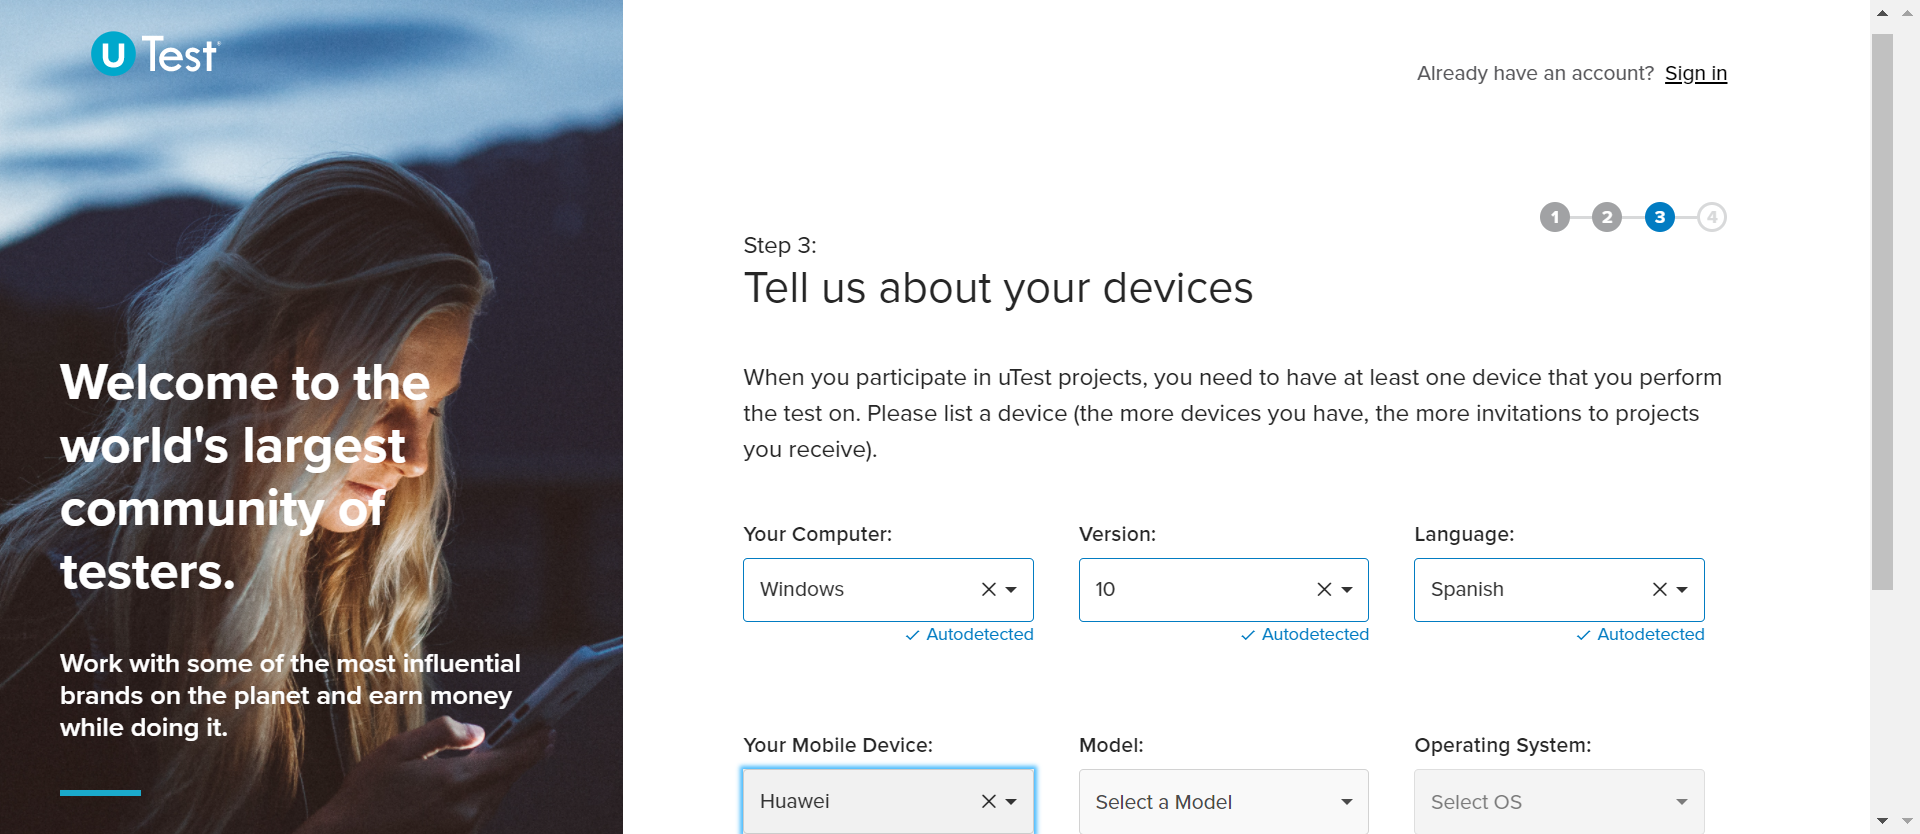 u Test
Already have an account? Sign in
1 2 3 4
Step 3:
Tell us about your devices
Welcome to the
world's largest
community of
testers.
Work with some of the most influential
brands on the planet and earn money
while doing it.
When you participate in uTest projects, you need to have at least one device that you perform
the test on. Please list a device (the more devices you have, the more invitations to projects
you receive).
Your Computer: Version: Language:
Windows 10 Spanish
Autodetected Autodetected Autodetected
Your Mobile Device: Model: Operating System:
Huawei Select a Model Select OS